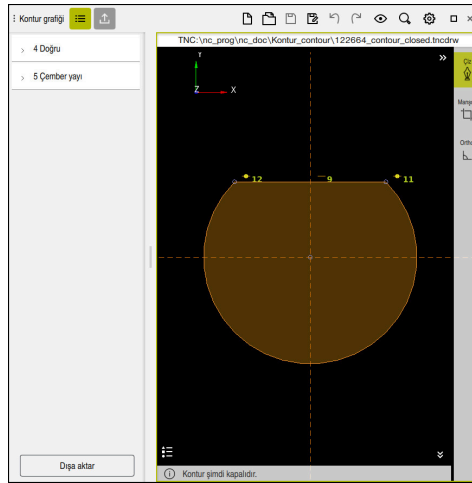 Kontur grafiği
TNC:\nc_prog\nc_doc\Kontur_contour\122664_contour_closed.tncdrw
4 Doğru
5 Çember yayı
Y
Z X
Çiz
12 9 11
Dışa aktar
Kontur şimdi kapalıdır.